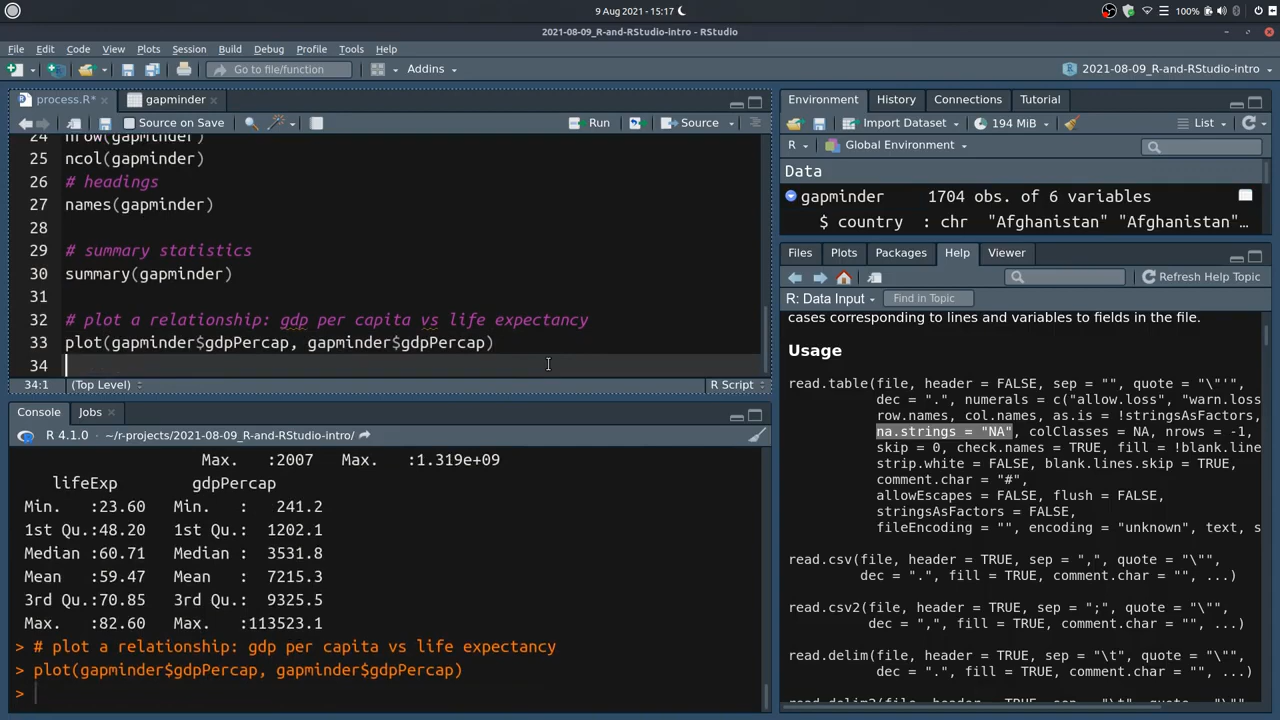 9 Aug 2021 - 15:17
100%
2021-08-09_R-and-RStudio-intro - RStudio
File Edit Code View Plots Session Build Debug Profile Tools Help
Go to file/function
Addins
2021-08-09_R-and-RStudio-intro
process.R*
gapminder
Source on Save
Run
Source
24 nrow(gapminder)
25 ncol(gapminder)
26 # headings
27 names(gapminder)
28
29 # summary statistics
30 summary(gapminder)
31
32 # plot a relationship: gdp per capita vs life expectancy
33 plot(gapminder$gdpPercap, gapminder$gdpPercap)
34
34:1 (Top Level) R Script
Console Jobs
R 4.1.0 · ~/r-projects/2021-08-09_R-and-RStudio-intro/
Max. :2007 Max. :1.319e+09
lifeExp gdpPercap
Min. :23.60 Min. : 241.2
1st Qu.:48.20 1st Qu.: 1202.1
Median :60.71 Median : 3531.8
Mean :59.47 Mean : 7215.3
3rd Qu.:70.85 3rd Qu.: 9325.5
Max. :82.60 Max. :113523.1
> # plot a relationship: gdp per capita vs life expectancy
> plot(gapminder$gdpPercap, gapminder$gdpPercap)
>
Environment History Connections Tutorial
Import Dataset 194 MiB List
R Global Environment
Data
gapminder 1704 obs. of 6 variables
$ country : chr "Afghanistan" "Afghanistan"…
Files Plots Packages Help Viewer
Refresh Help Topic
R: Data Input Find in Topic
cases corresponding to lines and variables to fields in the file.
Usage
read.table(file, header = FALSE, sep = "", quote = "\"'",
dec = ".", numerals = c("allow.loss", "warn.loss
row.names, col.names, as.is = !stringsAsFactors,
na.strings = "NA", colClasses = NA, nrows = -1,
skip = 0, check.names = TRUE, fill = !blank.line
strip.white = FALSE, blank.lines.skip = TRUE,
comment.char = "#",
allowEscapes = FALSE, flush = FALSE,
stringsAsFactors = FALSE,
fileEncoding = "", encoding = "unknown", text, s
read.csv(file, header = TRUE, sep = ",", quote = "\"",
dec = ".", fill = TRUE, comment.char = "", ...)
read.csv2(file, header = TRUE, sep = ";", quote = "\"",
dec = ",", fill = TRUE, comment.char = "", ...)
read.delim(file, header = TRUE, sep = "\t", quote = "\"",
dec = ".", fill = TRUE, comment.char = "", ...)